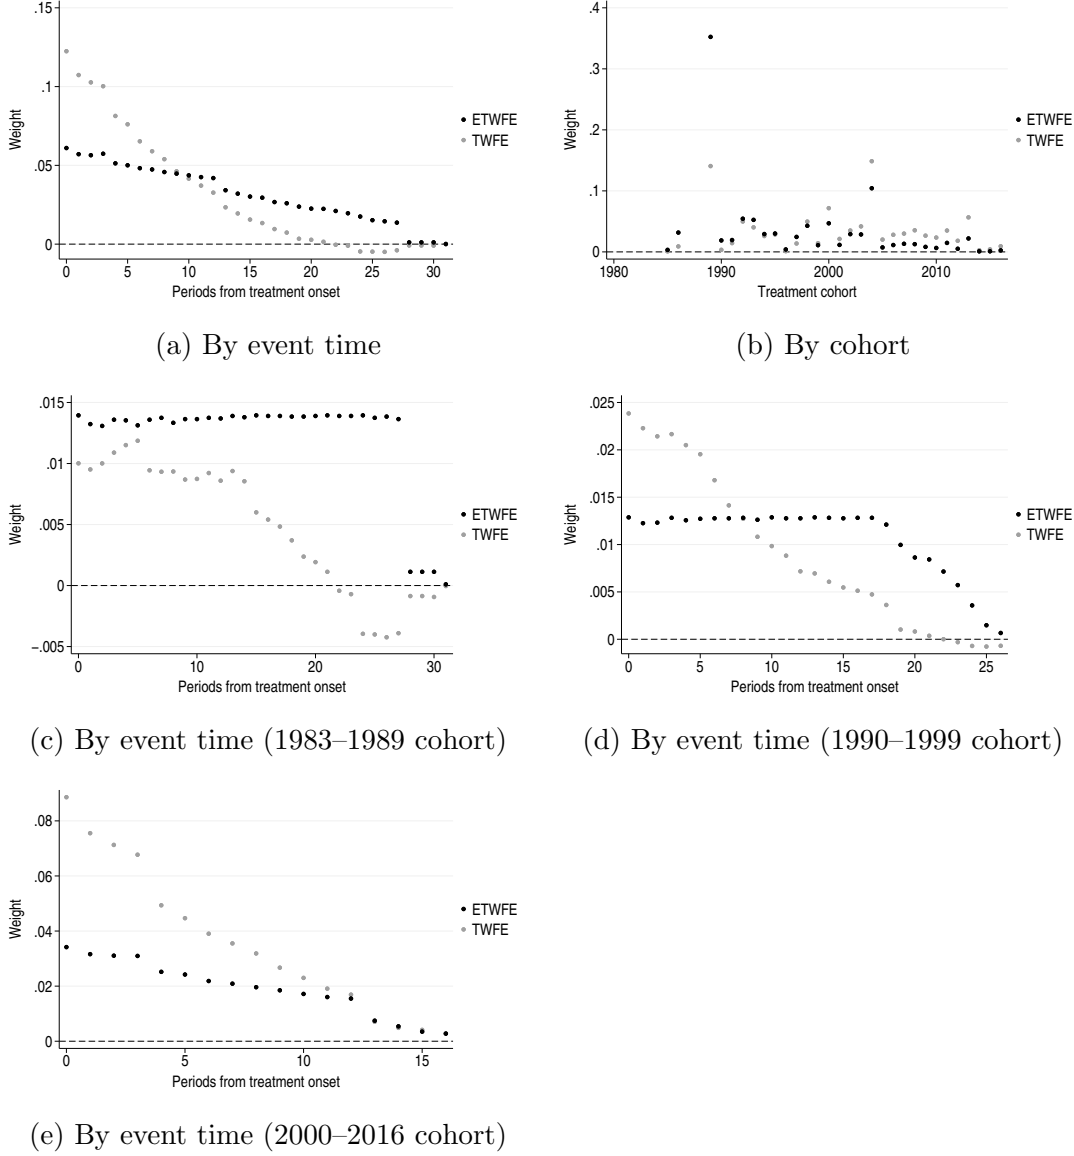 .15
.1
.05
0
Weight
0 5 10 15 20 25 30
Periods from treatment onset
ETWFE
TWFE
(a) By event time
.4
.3
.2
.1
0
Weight
1980 1990 2000 2010
Treatment cohort
ETWFE
TWFE
(b) By cohort
.015
.01
.005
0
−.005
Weight
0 10 20 30
Periods from treatment onset
ETWFE
TWFE
(c) By event time (1983–1989 cohort)
.025
.02
.015
.01
.005
0
Weight
0 5 10 15 20 25
Periods from treatment onset
ETWFE
TWFE
(d) By event time (1990–1999 cohort)
.08
.06
.04
.02
0
Weight
0 5 10 15
Periods from treatment onset
ETWFE
TWFE
(e) By event time (2000–2016 cohort)